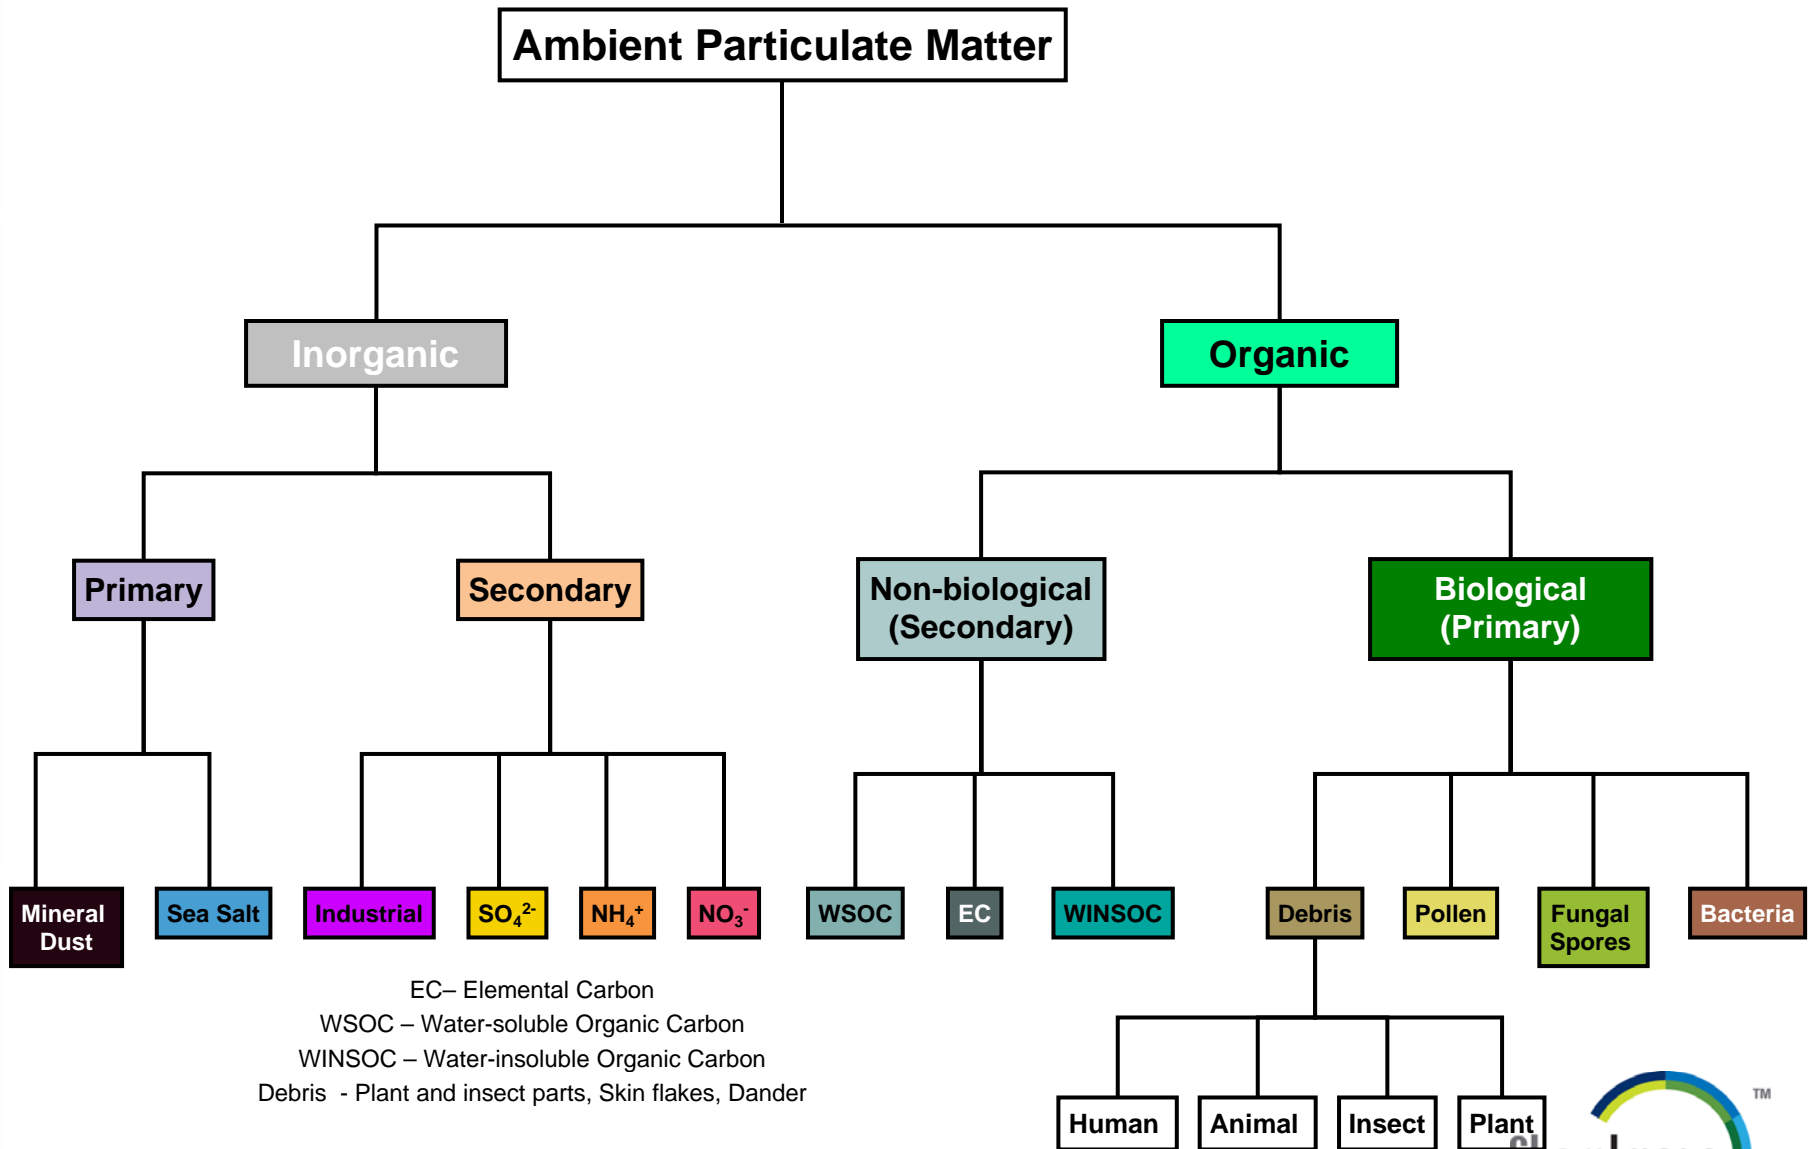 Ambient Particulate Matter
Inorganic
Organic
Primary
Secondary
Non-biological
(Secondary)
Biological
(Primary)
Mineral
Dust
Sea Salt
Industrial
SO₄²⁻
NH₄⁺
NO₃⁻
WSOC
EC
WINSOC
Debris
Pollen
Fungal
Spores
Bacteria
EC– Elemental Carbon
WSOC – Water-soluble Organic Carbon
WINSOC – Water-insoluble Organic Carbon
Debris - Plant and insect parts, Skin flakes, Dander
Human
Animal
Insect
Plant
TM